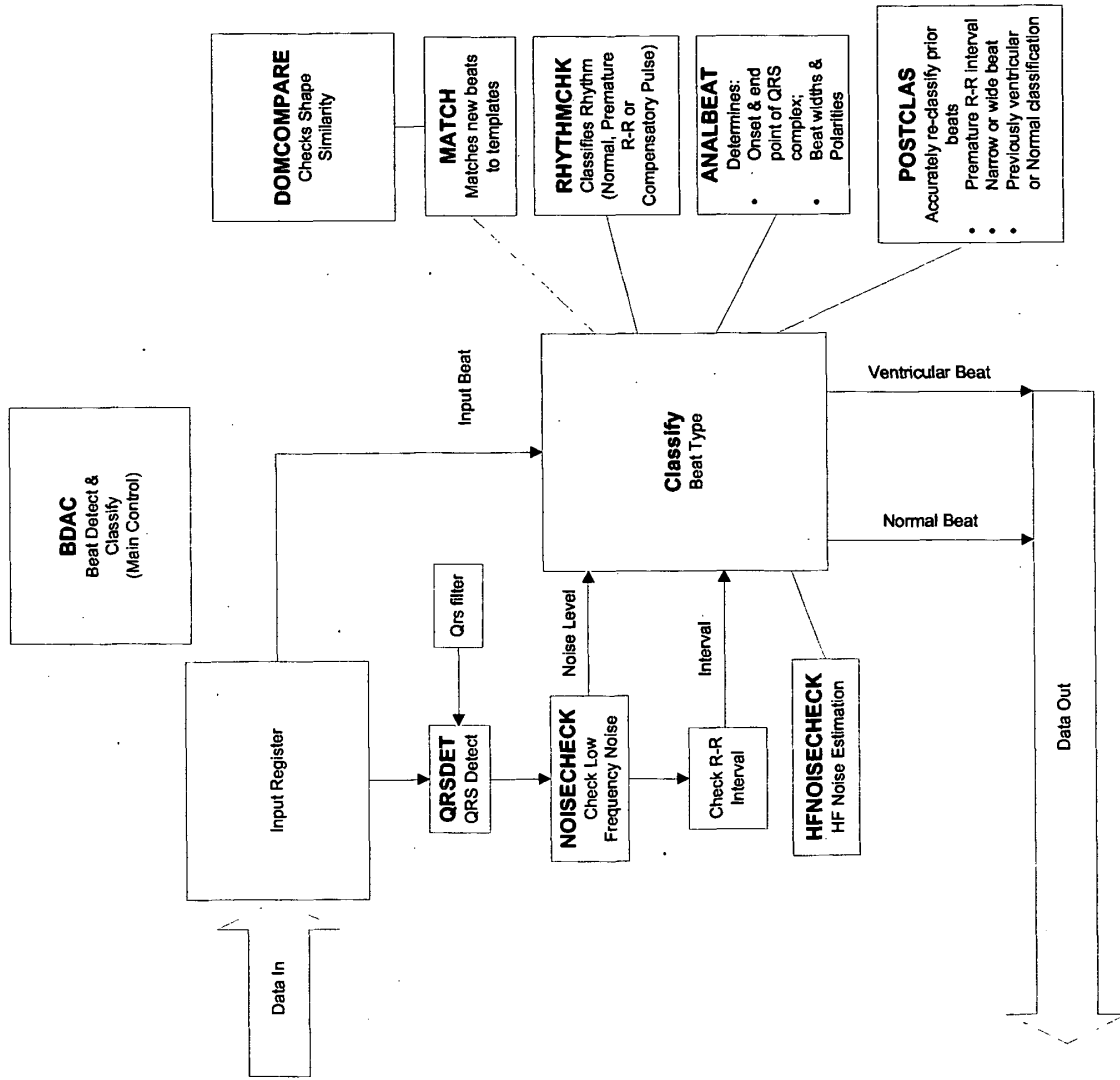 BDAC
Beat Detect &
Classify
(Main Control)
Data In
Input Register
Input Beat
Qrs filter
QRSDET
QRS Detect
NOISECHECK
Check Low
Frequency Noise
Noise Level
Check R-R
Interval
Interval
HFNOISECHECK
HF Noise Estimation
Classify
Beat Type
Normal Beat
Ventricular Beat
Data Out
DOMCOMPARE
Checks Shape
Similarity
MATCH
Matches new beats
to templates
RHYTHMCHK
Classifies Rhythm
(Normal, Premature
R-R or
Compensatory Pulse)
ANALBEAT
Determines:
• Onset & end
point of QRS
complex;
• Beat widths &
Polarities
POSTCLAS
Accurately re-classify prior
beats
• Premature R-R interval
• Narrow or wide beat
• Previously ventricular
or Normal classification